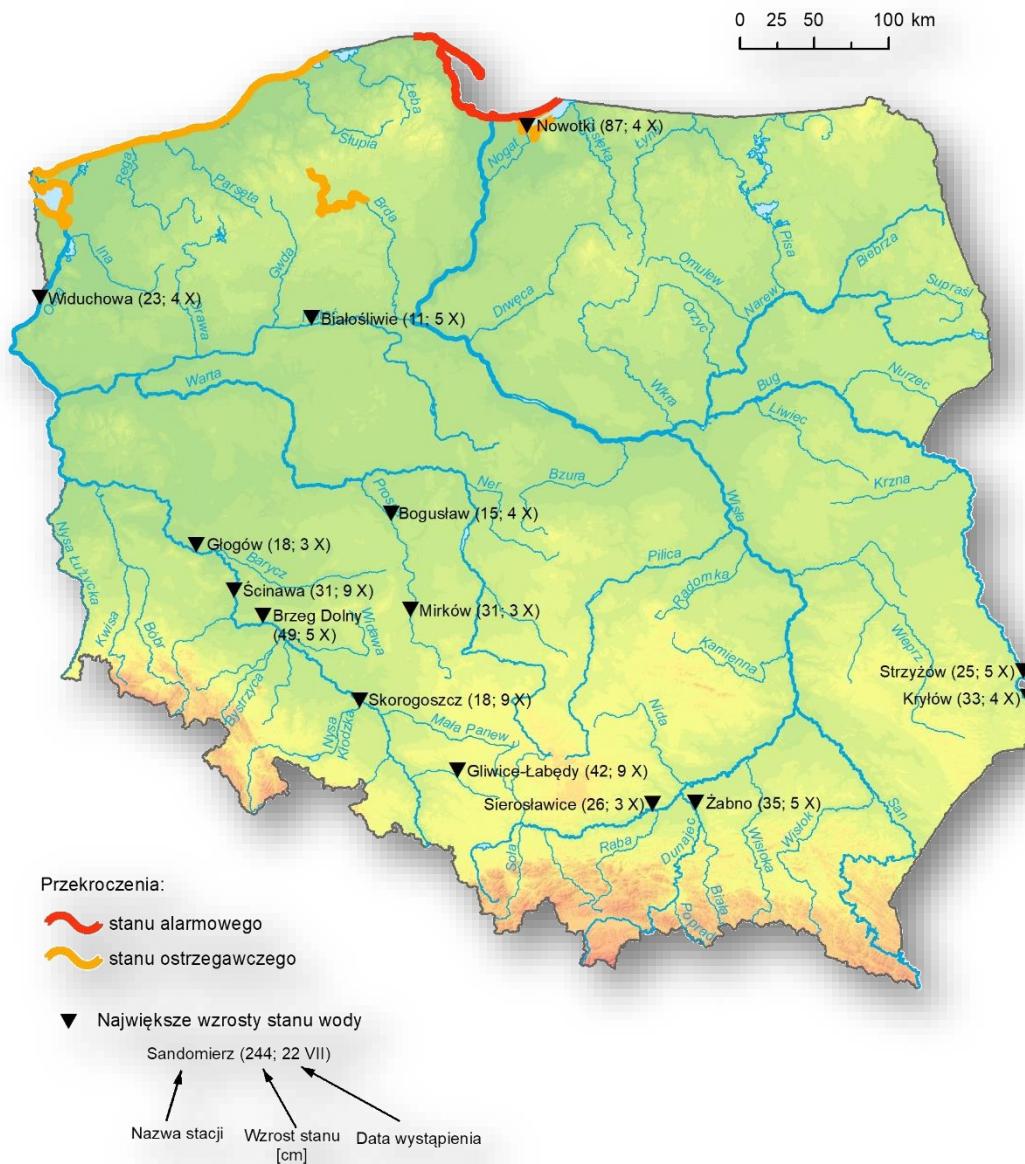 0 25 50 100 km
Łeba
Słupia
Nowotki (87; 4 X)
Nogat
Łyna
Rega
Parsęta
Brda
Pisa
Biebrza
Ina
Gwda
Omulew
Supraśl
Widuchowa (23; 4 X)
Drwęca
Narew
Orzyc
Białośliwie (11; 5 X)
Wkra
Warta
Bug
Nurzec
Liwiec
Ner
Bzura
Krzna
Wisła
Bogusław (15; 4 X)
Nysa Łużycka
Głogów (18; 3 X)
Barycz
Pilica
Radomka
Ścinawa (31; 9 X)
Mirków (31; 3 X)
Brzeg Dolny
(49; 5 X)
Widawa
Kwisa
Bóbr
Kamienna
Wieprz
Strzyżów (25; 5 X)
Kryłów (33; 4 X)
Bystrzyca
Skorogoszcz (18; 9 X)
Nysa
Kłodzka
Mała Panew
Nida
Gliwice-Łabędy (42; 9 X)
Sierosławice (26; 3 X)
Żabno (35; 5 X)
San
Wisłok
Wisłoka
Raba
Dunajec
Soła
Biała
Poprad
Przekroczenia:
stanu alarmowego
stanu ostrzegawczego
Największe wzrosty stanu wody
Sandomierz (244; 22 VII)
Nazwa stacji
Wzrost stanu
[cm]
Data wystąpienia